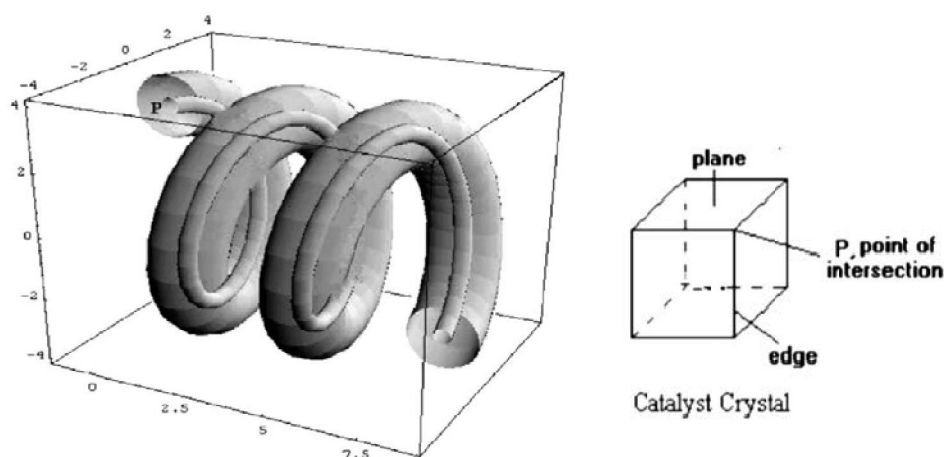 4
2
0
-2
-4
4
P
2
0
-2
-4
0
2.5
5
7.5
plane
P, point of
intersection
edge
Catalyst Crystal